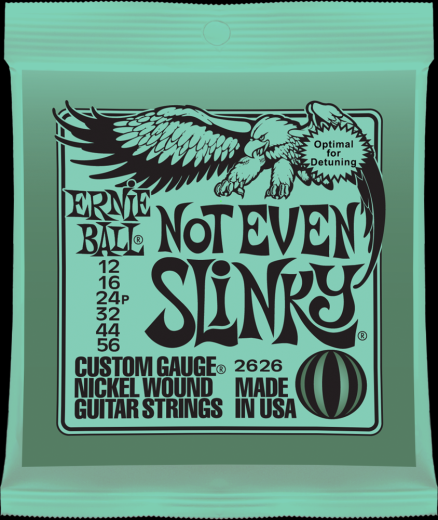 Optimal
for
Detuning
ERNiE
BALL®
NOT EVEN
SLiNKY®
12
16
24P
32
44
56
CUSTOM GAUGE®
NICKEL WOUND
GUITAR STRINGS
2626
MADE
IN USA